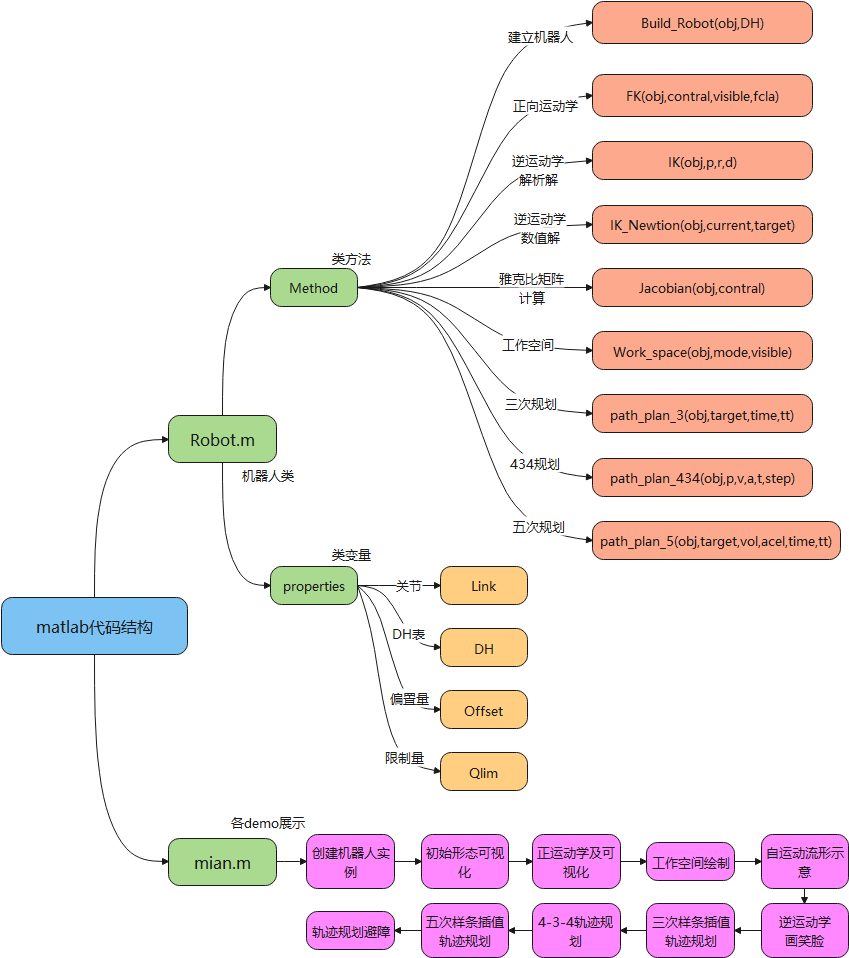 建立机器人
Build_Robot(obj,DH)
正向运动学
FK(obj,contral,visible,fcla)
逆运动学
解析解
IK(obj,p,r,d)
逆运动学
数值解
IK_Newtion(obj,current,target)
类方法
Method
雅克比矩阵
计算
Jacobian(obj,contral)
工作空间
Work_space(obj,mode,visible)
三次规划
path_plan_3(obj,target,time,tt)
434规划
path_plan_434(obj,p,v,a,t,step)
五次规划
path_plan_5(obj,target,vol,acel,time,tt)
Robot.m
机器人类
类变量
properties
关节
Link
DH表
DH
偏置量
Offset
限制量
Qlim
matlab代码结构
各demo展示
mian.m
创建机器人实
例
初始形态可视
化
正运动学及可
视化
工作空间绘制
自运动流形示
意
逆运动学
画笑脸
三次样条插值
轨迹规划
4-3-4轨迹规
划
五次样条插值
轨迹规划
轨迹规划避障